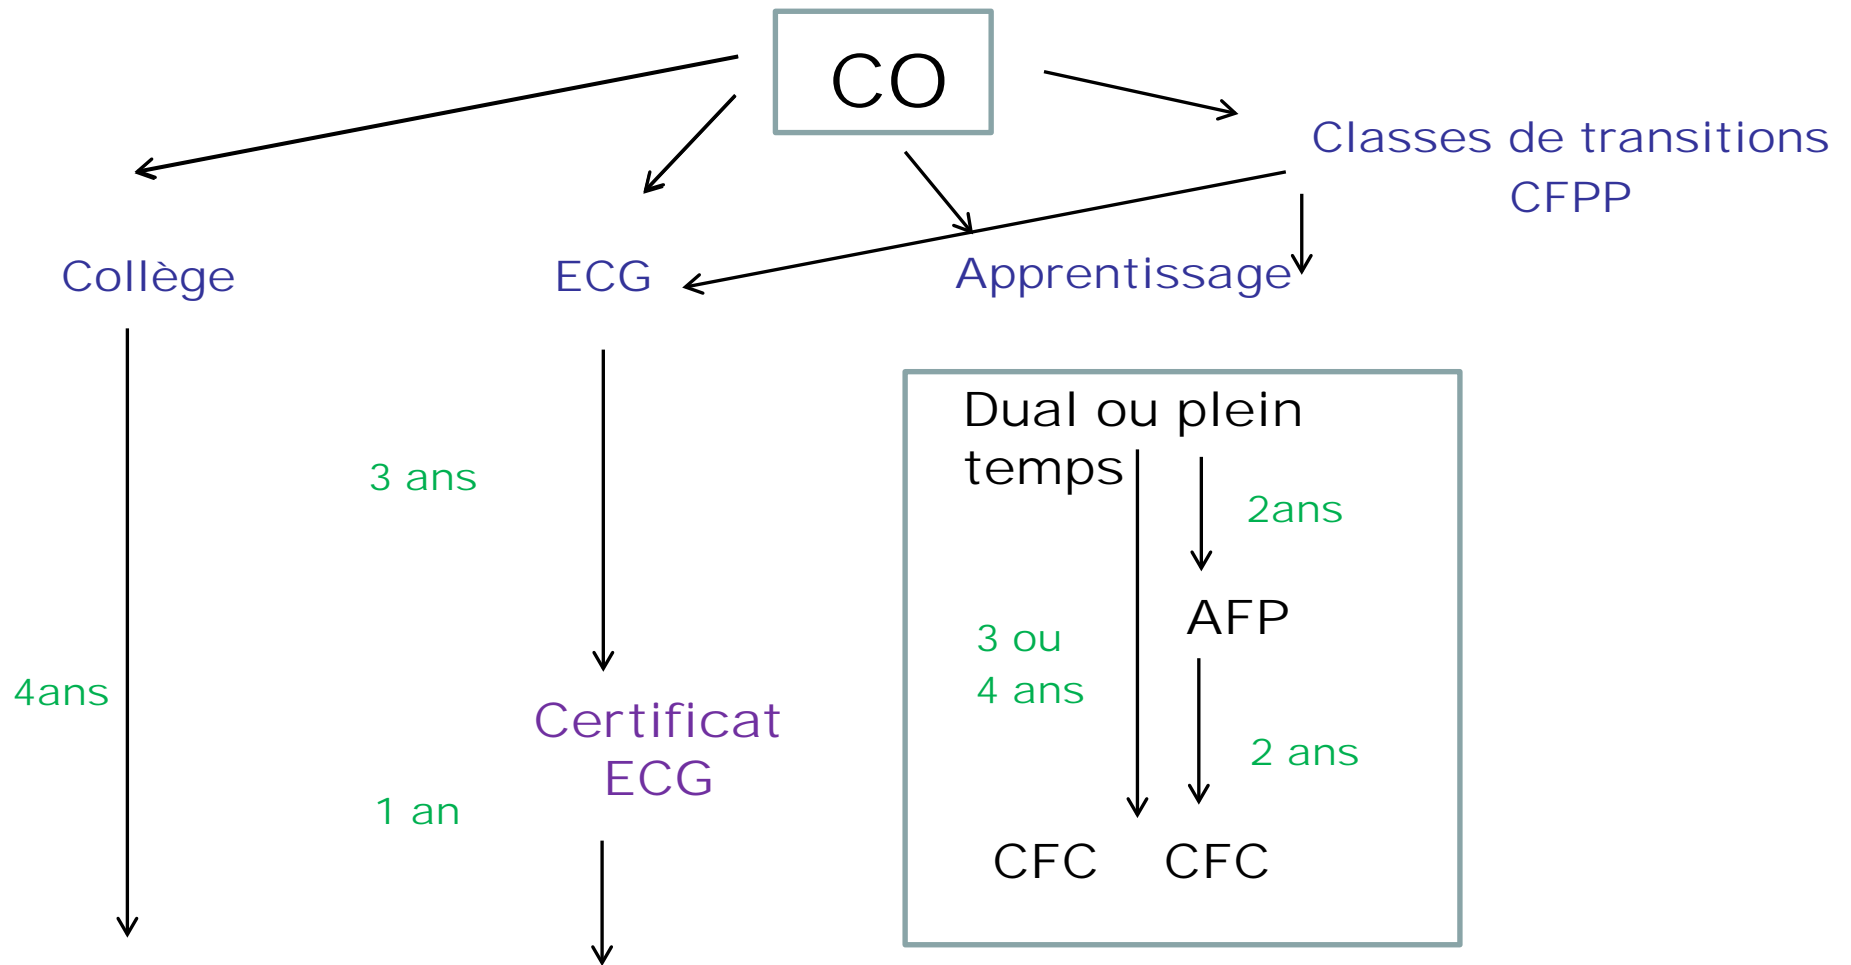 CO
Classes de transitions
CFPP
Collège
ECG
Apprentissage
Dual ou plein
temps
3 ans
2ans
AFP
3 ou
4 ans
4ans
Certificat
ECG
2 ans
1 an
CFC
CFC